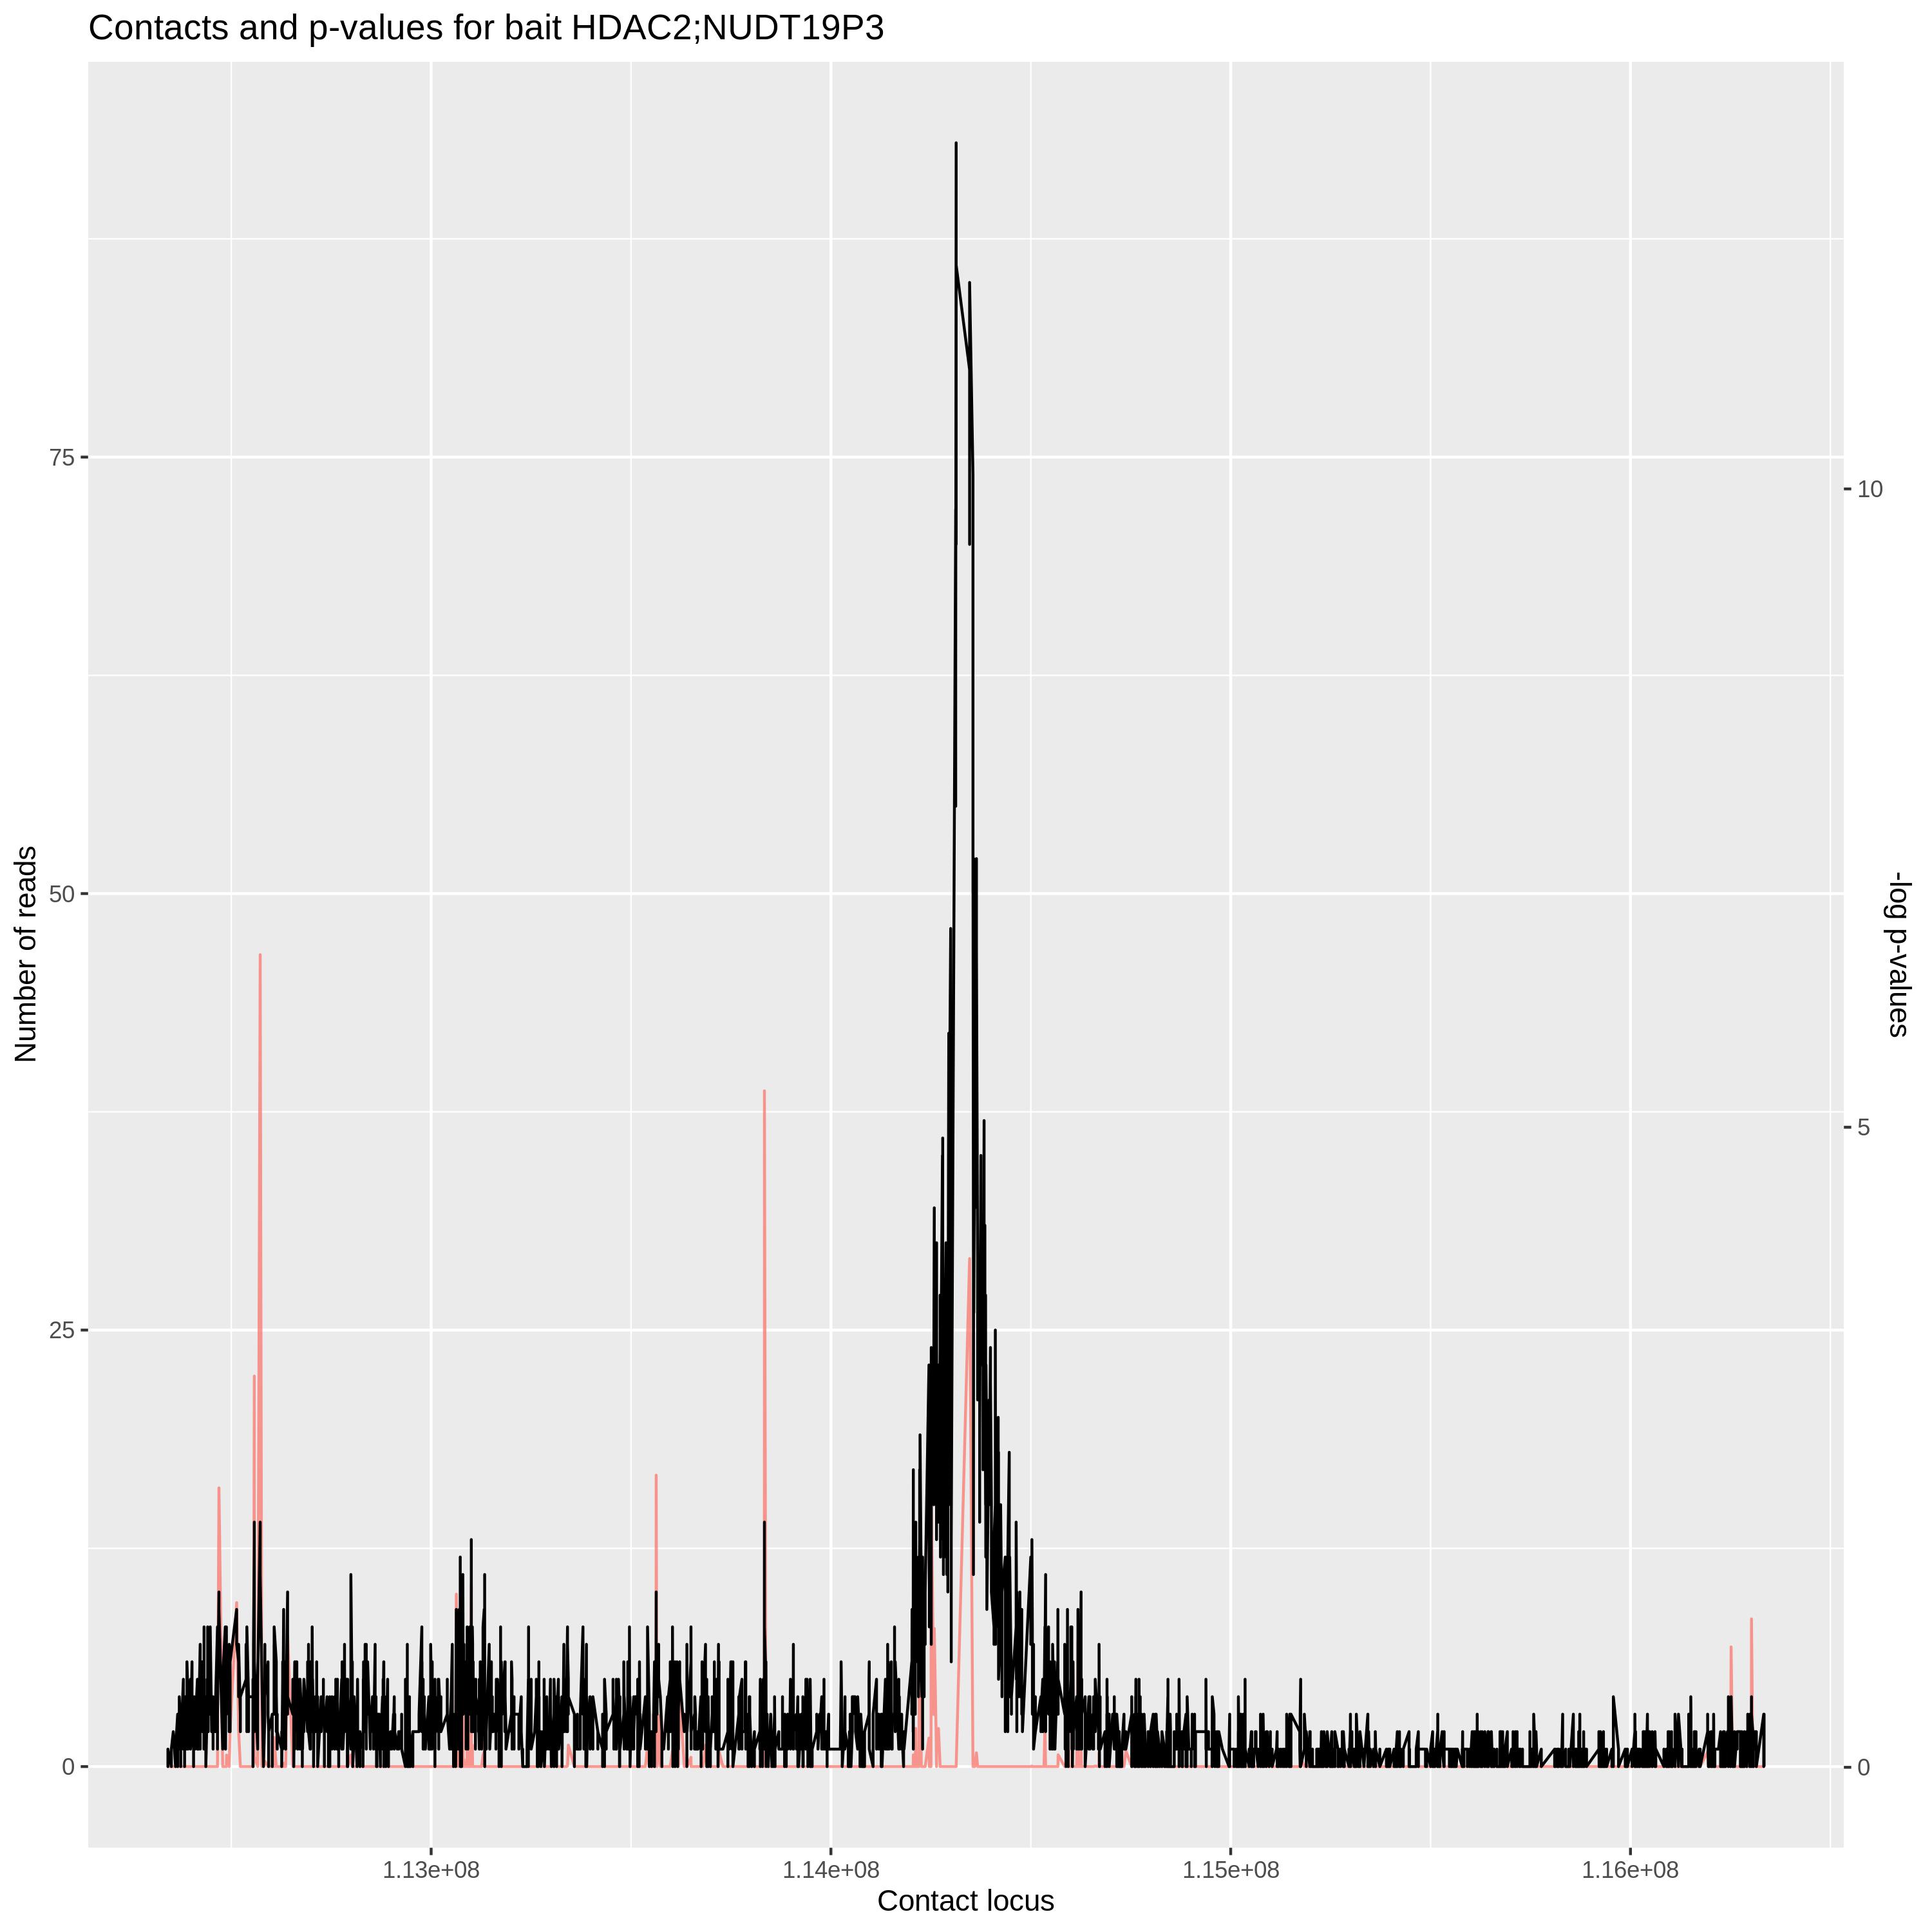 Contacts and p-values for bait HDAC2;NUDT19P3
75
50
25
0
Number of reads
10
5
0
-log p-values
1.13e+08 1.14e+08 1.15e+08 1.16e+08
Contact locus